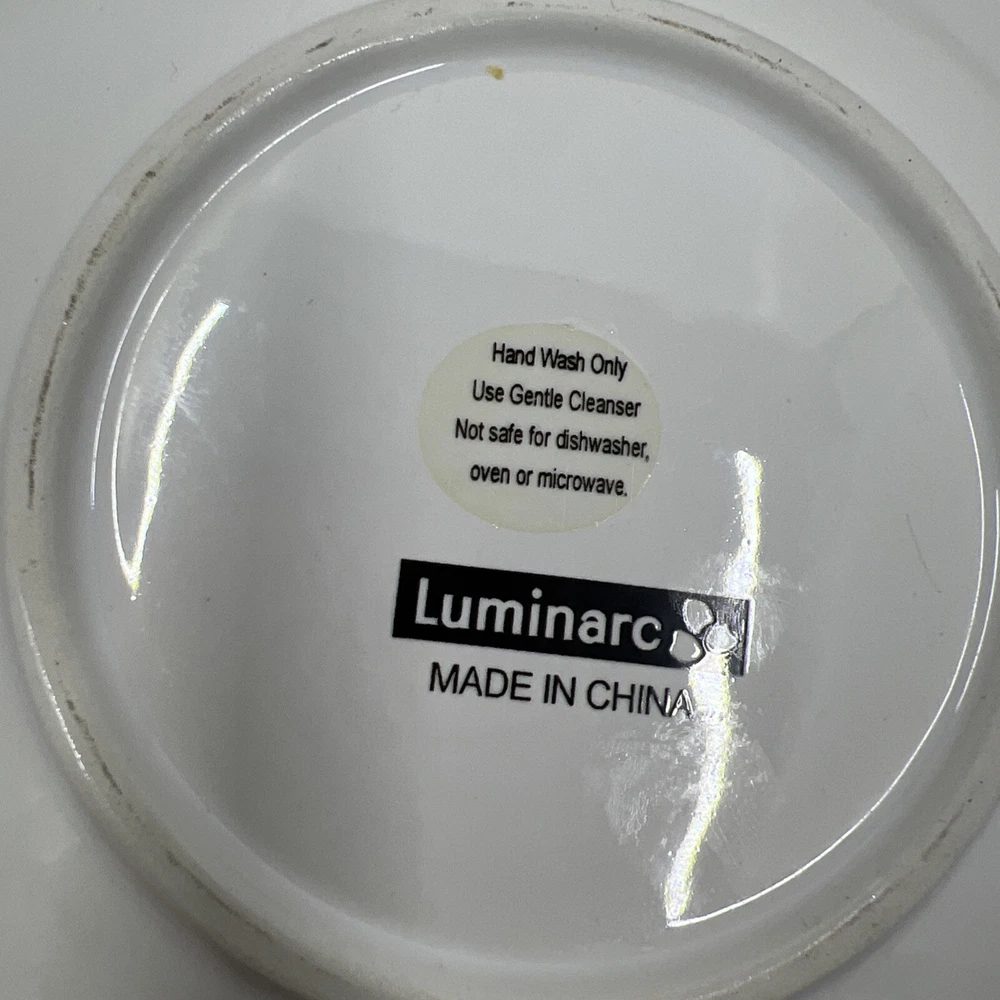 Hand Wash Only
Use Gentle Cleanser
Not safe for dishwasher,
oven or microwave.
Luminarc
MADE IN CHINA